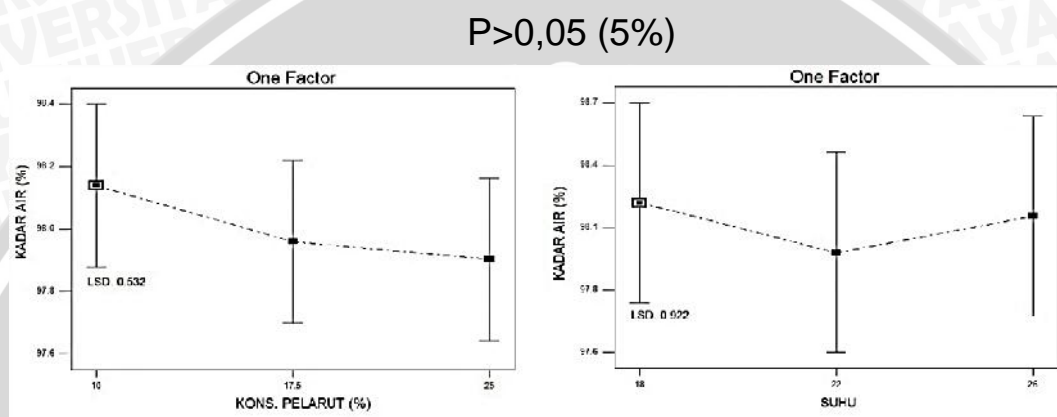 P>0,05 (5%)
One Factor
98.4
98.2
98.0
97.8
97.6
KADAR AIR (%)
LSD. 0.532
10 17.5 25
KONS. PELARUT (%)
One Factor
98.7
98.4
98.1
97.8
97.6
KADAR AIR (%)
LSD. 0.922
18 22 26
SUHU